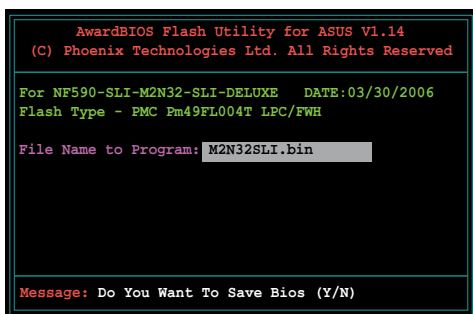 AwardBIOS Flash Utility for ASUS V1.14
(C) Phoenix Technologies Ltd. All Rights Reserved
For NF590-SLI-M2N32-SLI-DELUXE DATE:03/30/2006
Flash Type - PMC Pm49FL004T LPC/FWH
File Name to Program: M2N32SLI.bin
Message: Do You Want To Save Bios (Y/N)